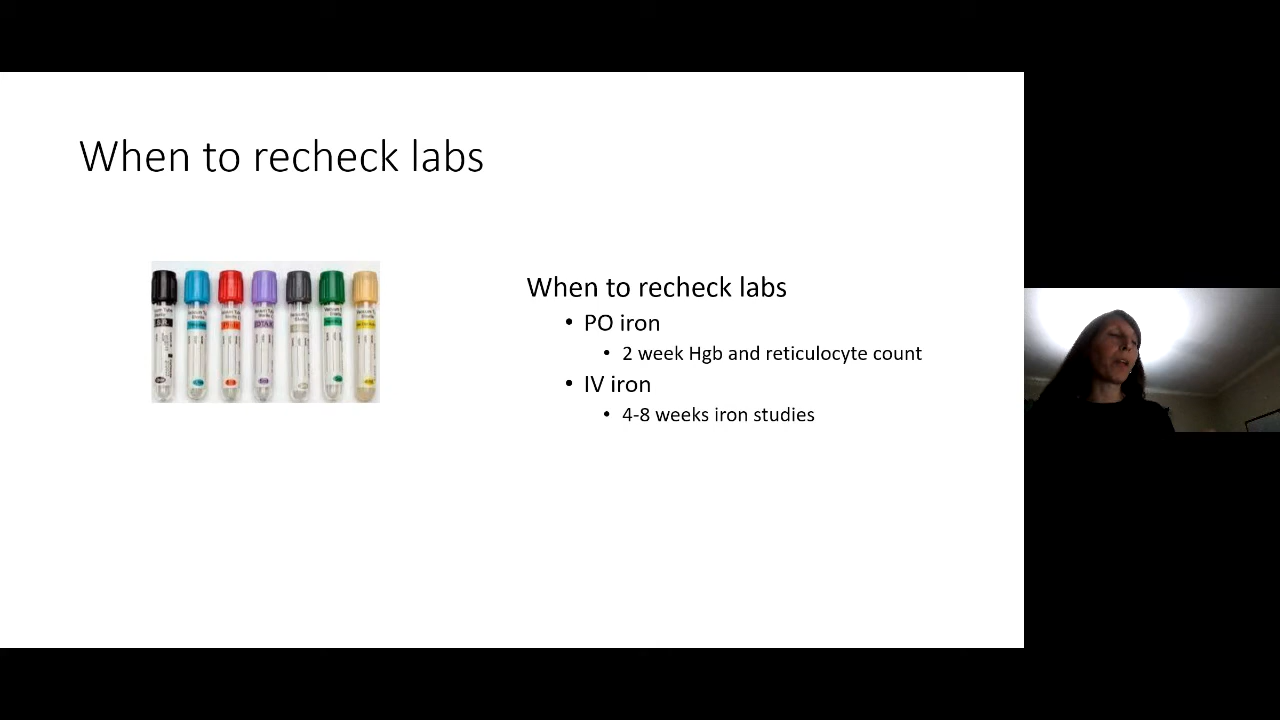 When to recheck labs
When to recheck labs
• PO iron
• 2 week Hgb and reticulocyte count
• IV iron
• 4-8 weeks iron studies